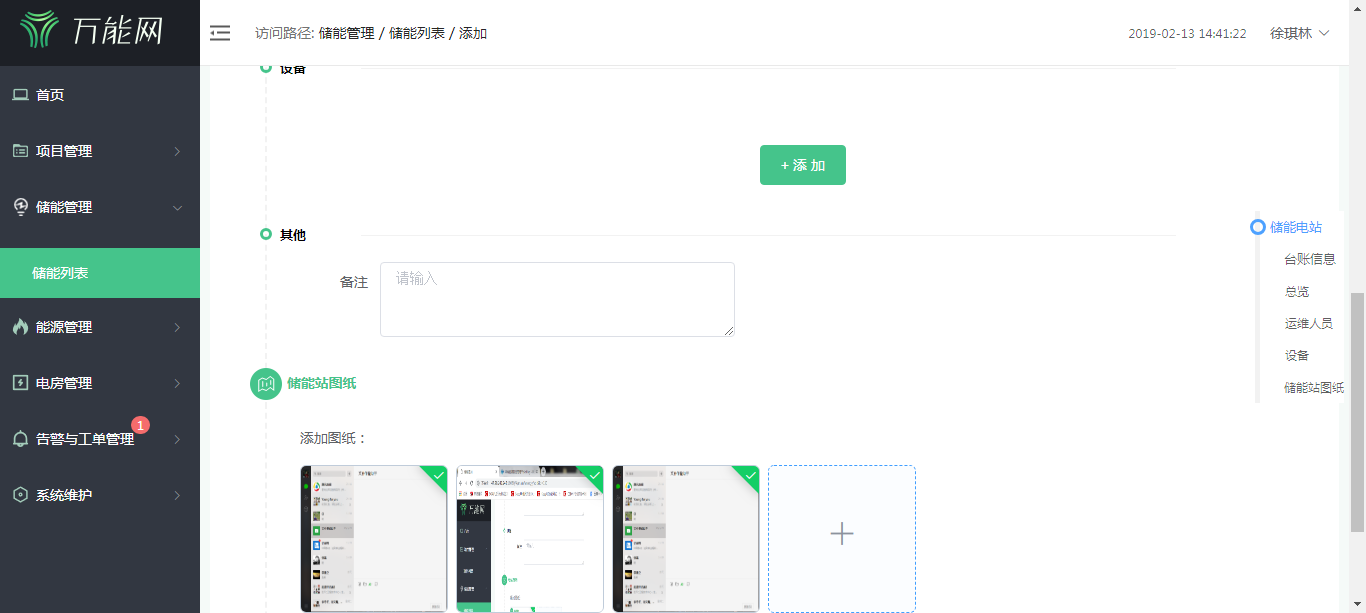 万能网
访问路径: 储能管理 / 储能列表 / 添加
2019-02-13 14:41:22
徐琪林
首页
项目管理
储能管理
储能列表
能源管理
电房管理
告警与工单管理
1
系统维护
设备
+ 添 加
其他
备注
请输入
储能站图纸
添加图纸：
储能电站
台账信息
总览
运维人员
设备
储能站图纸